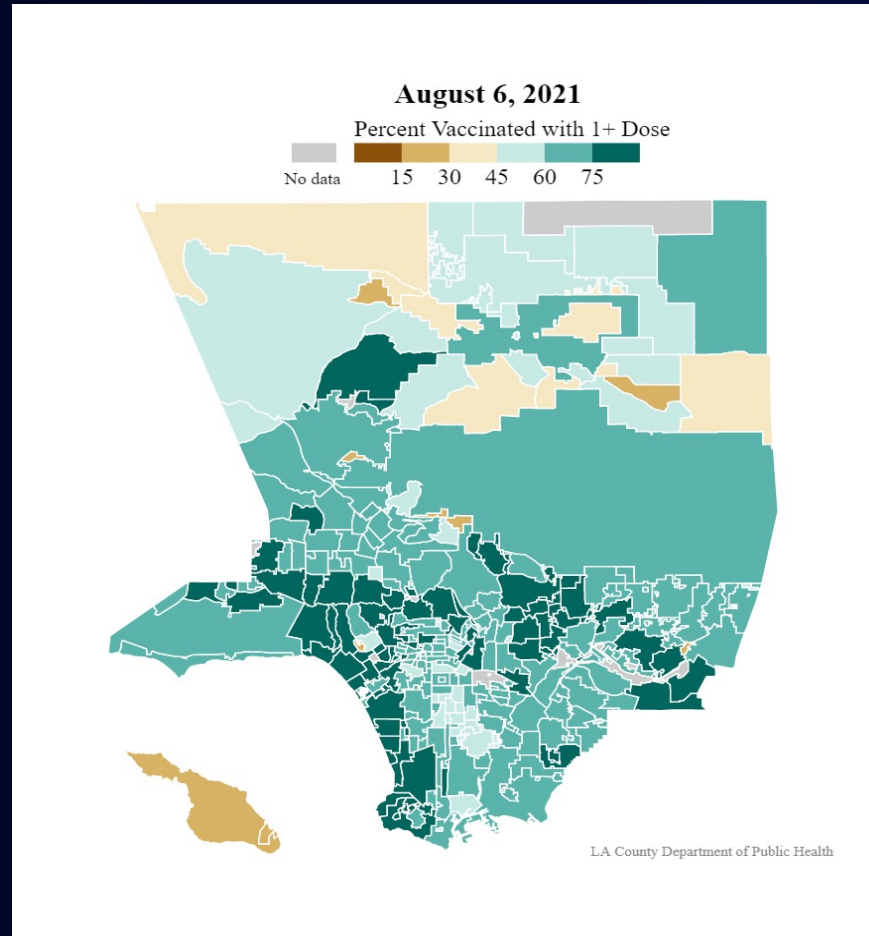 August 6, 2021
Percent Vaccinated with 1+ Dose
No data 15 30 45 60 75
LA County Department of Public Health